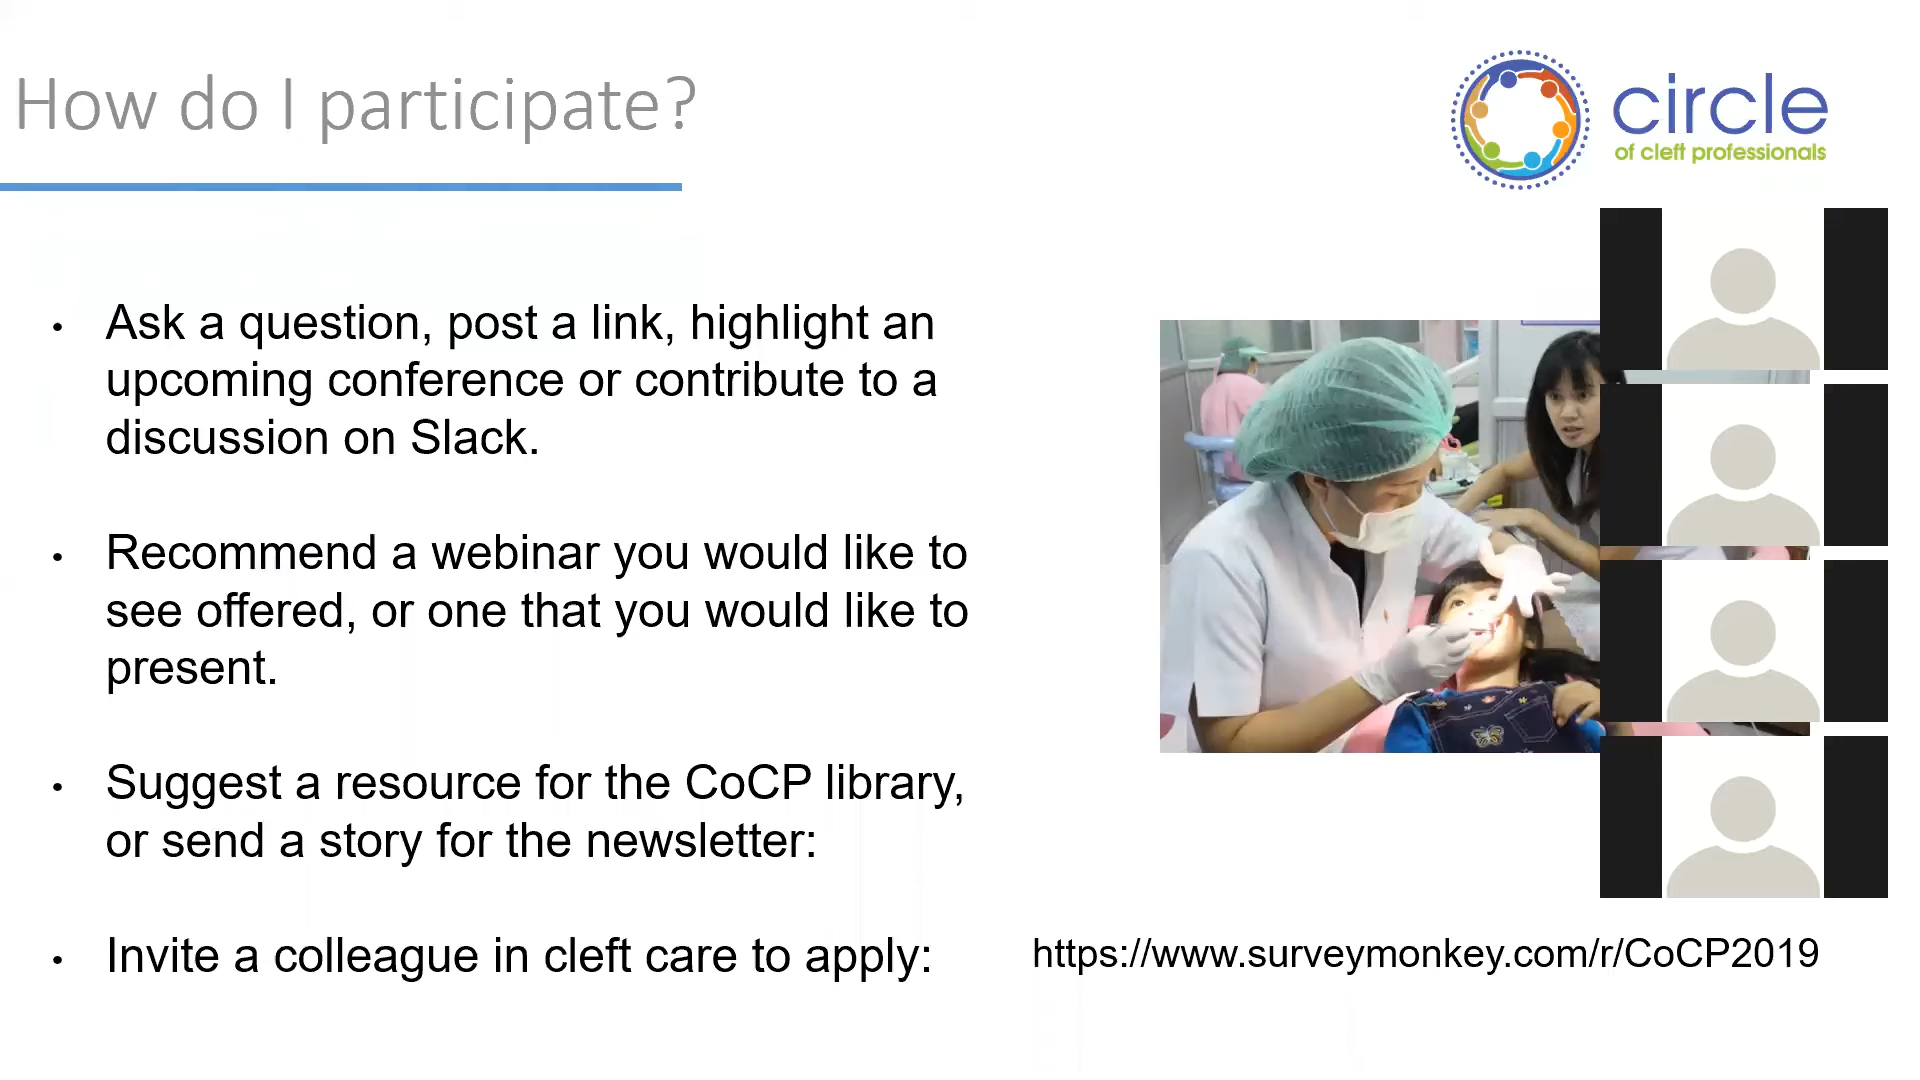 How do I participate?
circle
of cleft professionals
• Ask a question, post a link, highlight an
upcoming conference or contribute to a
discussion on Slack.
• Recommend a webinar you would like to
see offered, or one that you would like to
present.
• Suggest a resource for the CoCP library,
or send a story for the newsletter:
• Invite a colleague in cleft care to apply:
https://www.surveymonkey.com/r/CoCP2019